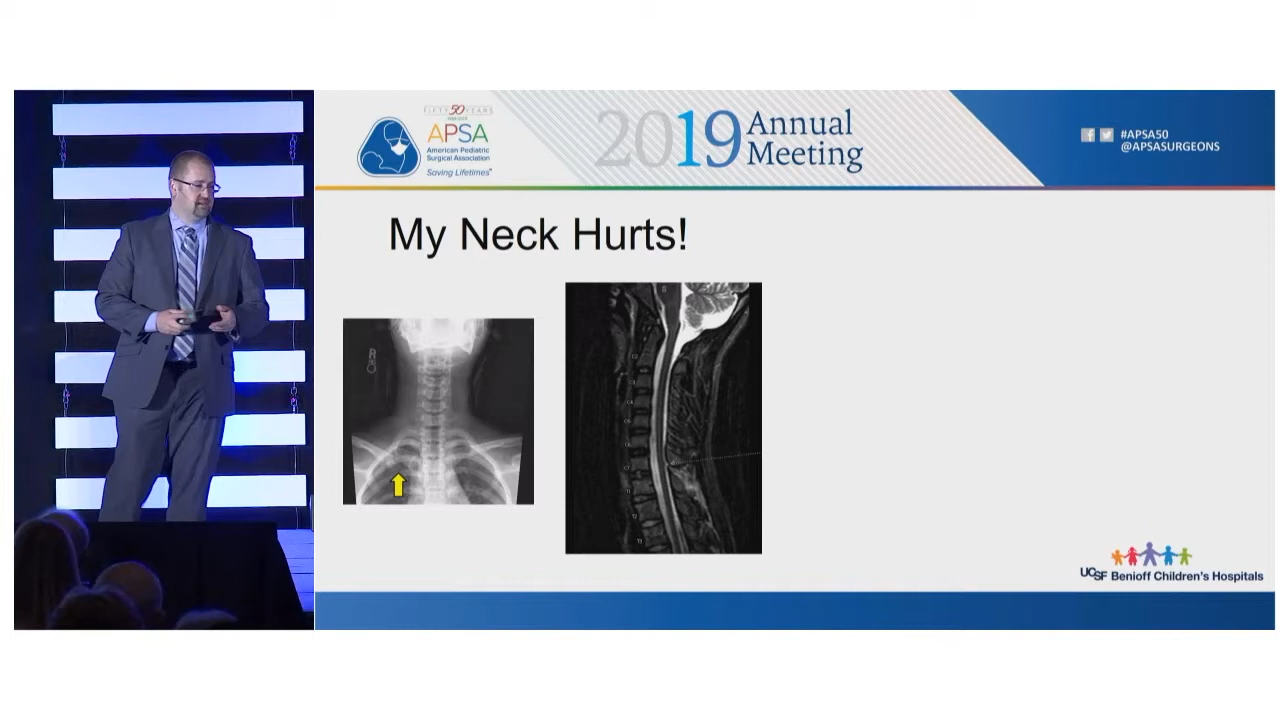 FIFTY 50 YEARS
APSA
American Pediatric
Surgical Association
Saving Lifetimes
2019 Annual
Meeting
#APSA50
@APSASURGEONS
My Neck Hurts!
R
UCSF Benioff Children's Hospitals